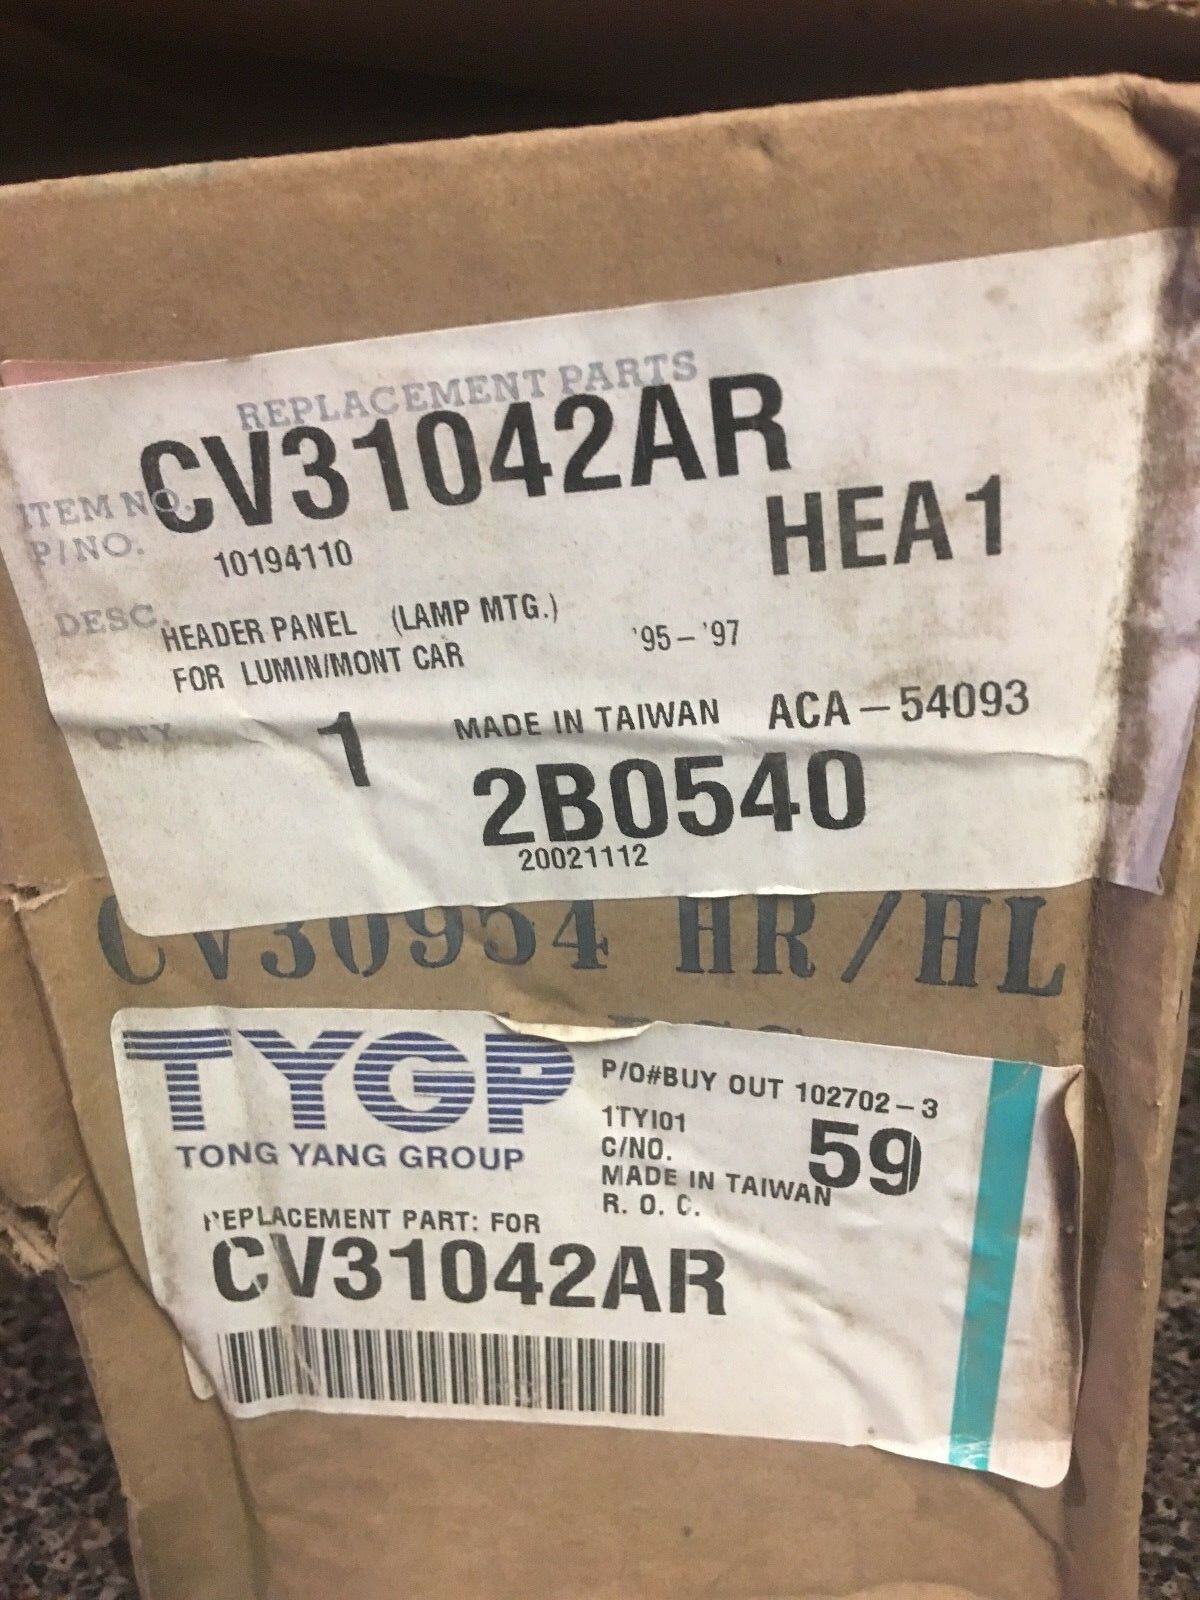 REPLACEMENT PARTS
ITEM NO. CV31042AR
P/NO. 10194110 HEA1
DESC. HEADER PANEL (LAMP MTG.) '95-'97
FOR LUMIN/MONT CAR
QTY 1 MADE IN TAIWAN ACA-54093
2B0540
20021112
CV30954 HR/HL
TYGP
TONG YANG GROUP
P/O#BUY OUT 102702-3
1TYI01
C/NO. 59
MADE IN TAIWAN
R. O. C.
REPLACEMENT PART: FOR
CV31042AR